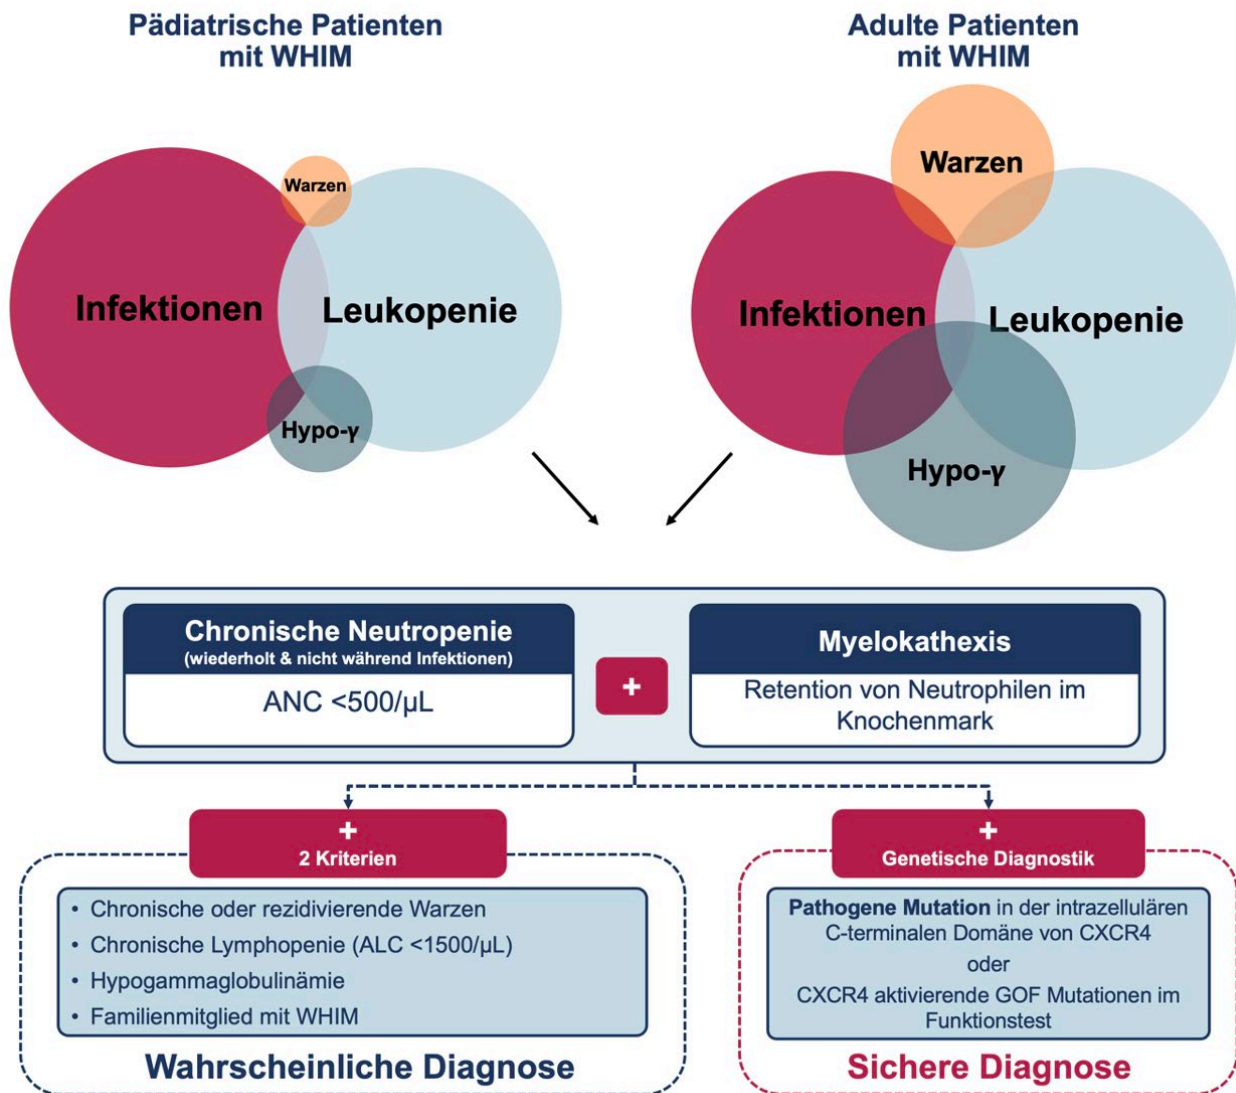 Pädiatrische Patienten
mit WHIM
Adulte Patienten
mit WHIM
Warzen
Infektionen
Leukopenie
Hypo-γ
Warzen
Infektionen
Leukopenie
Hypo-γ
Chronische Neutropenie
(wiederholt & nicht während Infektionen)
ANC <500/µL
+
Myelokathexis
Retention von Neutrophilen im
Knochenmark
+
2 Kriterien
• Chronische oder rezidivierende Warzen
• Chronische Lymphopenie (ALC <1500/µL)
• Hypogammaglobulinämie
• Familienmitglied mit WHIM
Wahrscheinliche Diagnose
+
Genetische Diagnostik
Pathogene Mutation in der intrazellulären
C-terminalen Domäne von CXCR4
oder
CXCR4 aktivierende GOF Mutationen im
Funktionstest
Sichere Diagnose